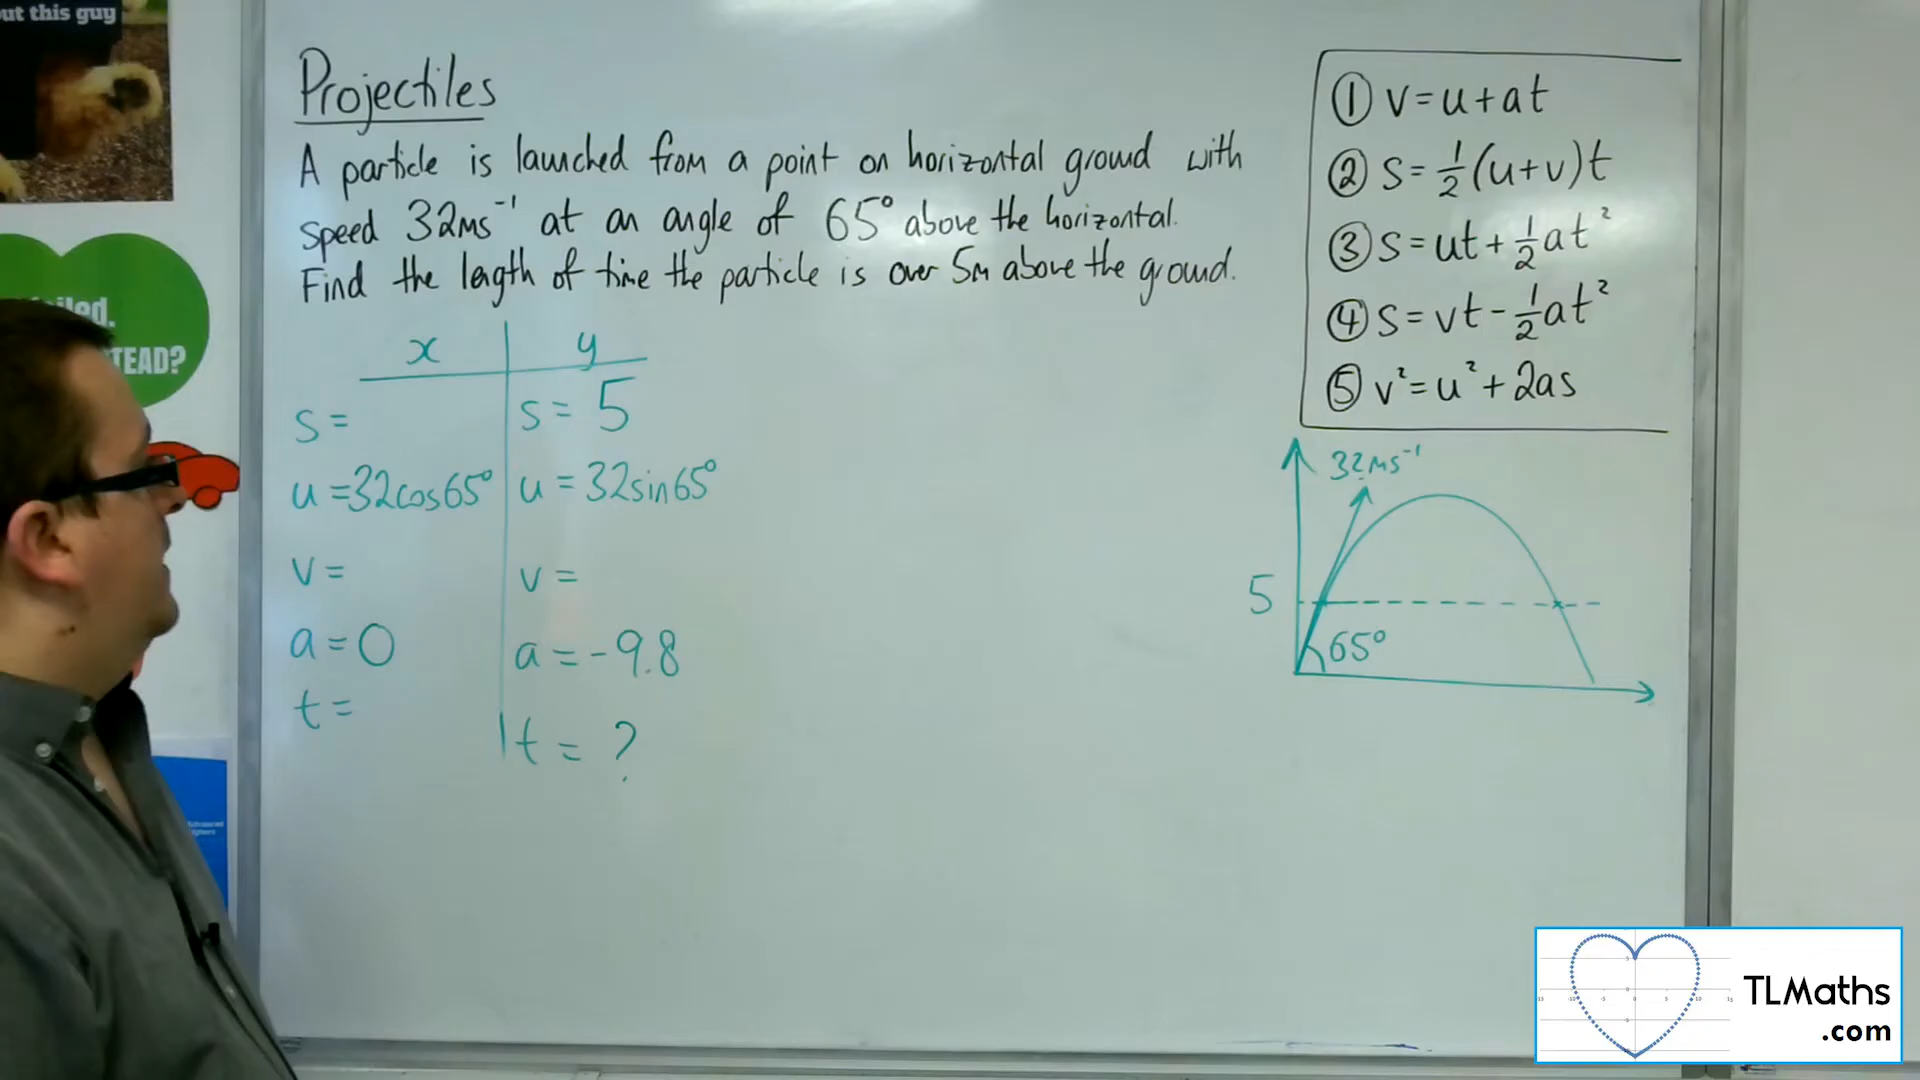 out this guy
TEAD?
Projectiles
A particle is launched from a point on horizontal ground with
speed 32ms⁻¹ at an angle of 65° above the horizontal.
Find the length of time the particle is over 5m above the ground.
x y
s = s = 5
u = 32cos65° u = 32sin65°
v = v =
a = 0 a = -9.8
t = t = ?
① v = u + at
② s = ½(u+v)t
③ s = ut + ½at²
④ s = vt - ½at²
⑤ v² = u² + 2as
32ms⁻¹
5
65°
TLMaths
.com